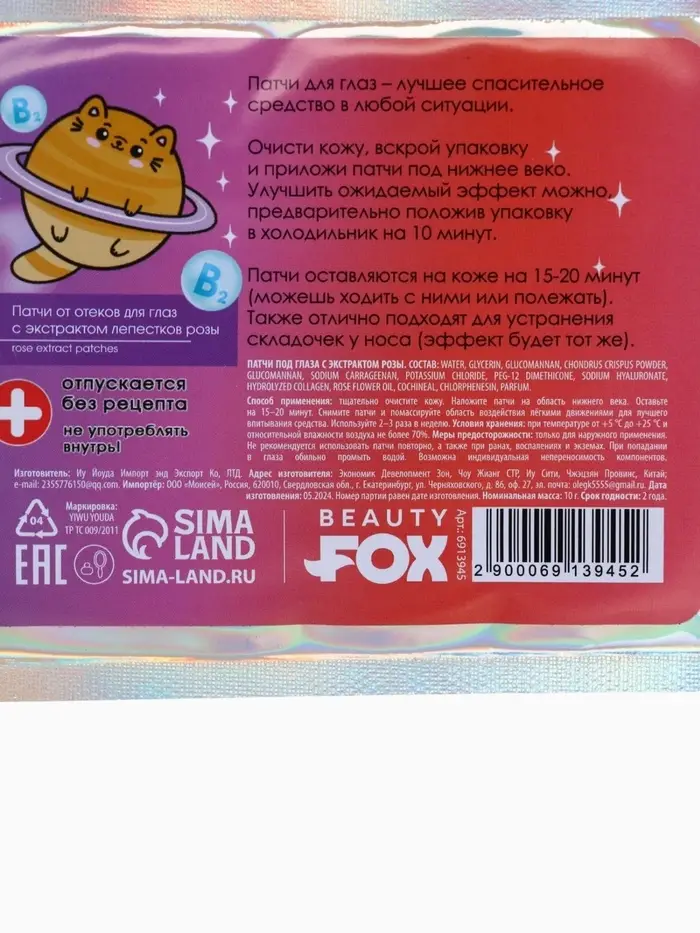 B2
Патчи для глаз – лучшее спасительное
средство в любой ситуации.
Очисти кожу, вскрой упаковку
и приложи патчи под нижнее веко.
Улучшить ожидаемый эффект можно,
предварительно положив упаковку
в холодильник на 10 минут.
B2
Патчи оставляются на коже на 15-20 минут
(можешь ходить с ними или полежать).
Также отлично подходят для устранения
складочек у носа (эффект будет тот же).
Патчи от отеков для глаз
с экстрактом лепестков розы
rose extract patches
отпускается
без рецепта
не употреблять
внутрь!
ПАТЧИ ПОД ГЛАЗА С ЭКСТРАКТОМ РОЗЫ. СОСТАВ: WATER, GLYCERIN, GLUCOMANNAN, CHONDRUS CRISPUS POWDER,
GLUCOMANNAN, SODIUM CARRAGEENAN, POTASSIUM CHLORIDE, PEG-12 DIMETHICONE, SODIUM HYALURONATE,
HYDROLYZED COLLAGEN, ROSE FLOWER OIL, COCHINEAL, CHLORPHENESIN, PARFUM.
Способ применения: тщательно очистите кожу. Наложите патчи на область нижнего века. Оставьте
на 15–20 минут. Снимите патчи и помассируйте область воздействия лёгкими движениями для лучшего
впитывания средства. Используйте 2–3 раза в неделю. Условия хранения: при температуре от +5 °C до +25 °C и
относительной влажности воздуха не более 70%. Меры предосторожности: только для наружного применения.
Не рекомендуется использовать патчи повторно, а также при ранах, воспалениях и экземах. При попадании
в глаза обильно промыть водой. Возможна индивидуальная непереносимость компонентов.
Изготовитель: Иу Йоуда Импорт энд Экспорт Ко, ЛТД. Адрес изготовителя: Экономик Девелопмент Зон, Чоу Жианг СТР, Иу Сити, Чжэцзян Провинс, Китай;
e-mail: 2355776150@qq.com. Импортёр: ООО «Моисей», Россия, 620010, Свердловская обл., г. Екатеринбург, ул. Черняховского, д. 86, оф. 27, эл. почта: olegk5555@gmail.ru. Дата
изготовления: 05.2024. Номер партии равен дате изготовления. Номинальная масса: 10 г. Срок годности: 2 года.
04
Маркировка:
YIWU YOUDA
ТР ТС 009/2011
EAC
SIMA
LAND
SIMA-LAND.RU
BEAUTY
FOX
Арт.: 6913945
2 900069 139452